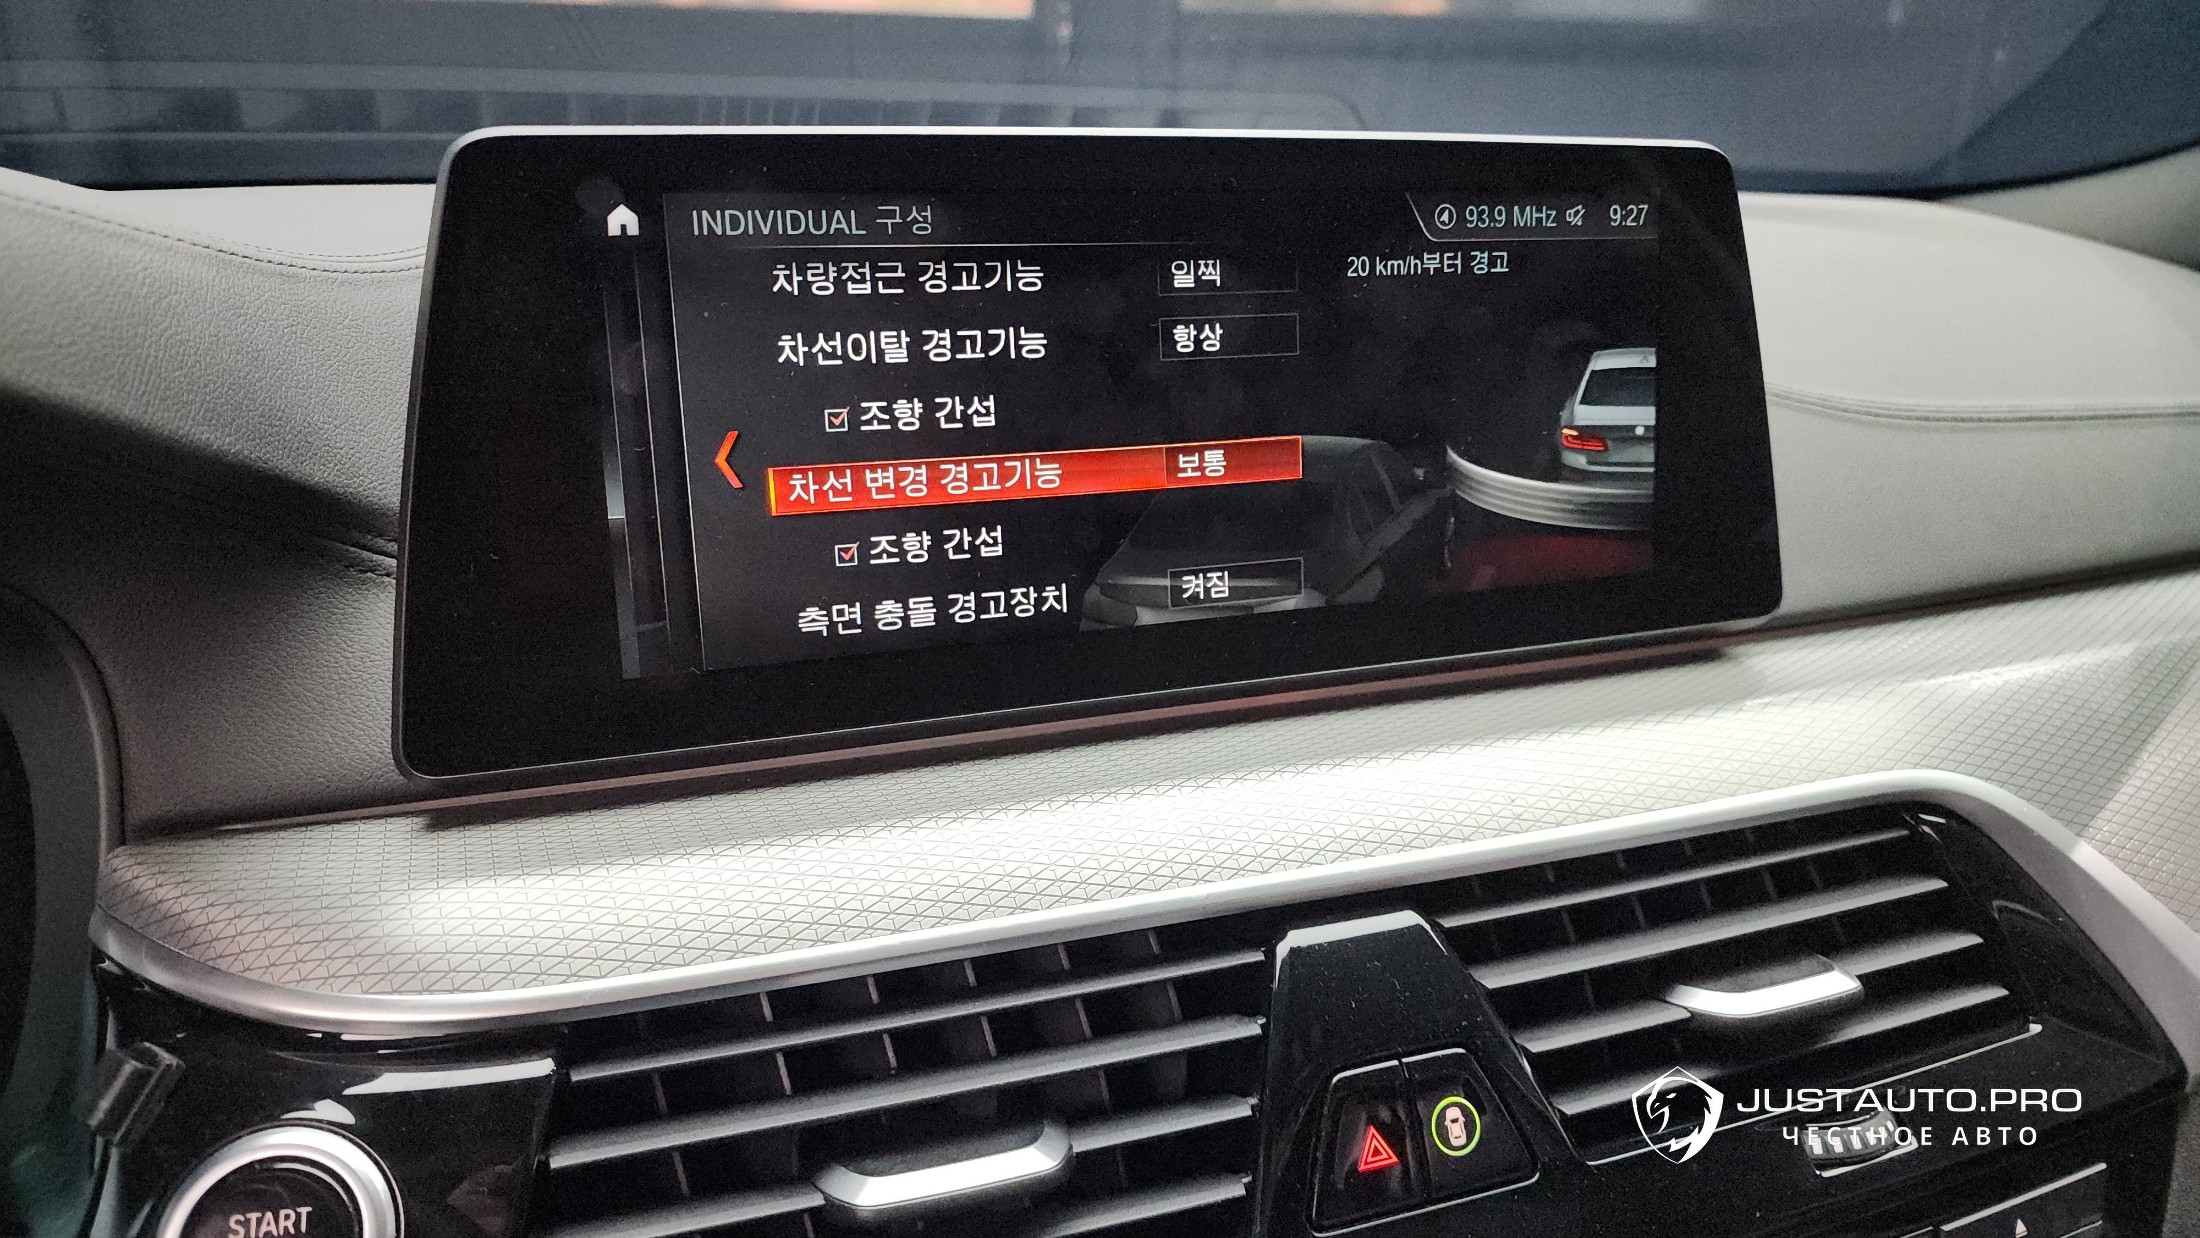 INDIVIDUAL 구성
93.9 MHz 9:27
차량접근 경고기능 일찍
20 km/h부터 경고
차선이탈 경고기능 항상
조향 간섭
차선 변경 경고기능 보통
조향 간섭
측면 충돌 경고장치 켜짐
START
JUSTAUTO.PRO
ЧЕСТНОЕ АВТО